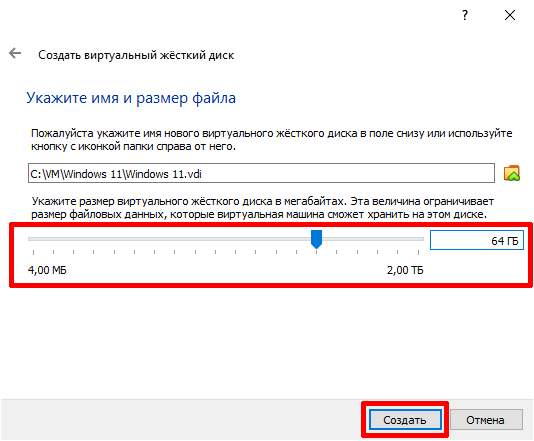 ?
Создать виртуальный жёсткий диск
Укажите имя и размер файла
Пожалуйста укажите имя нового виртуального жёсткого диска в поле снизу или используйте
кнопку с иконкой папки справа от него.
C:\VM\Windows 11\Windows 11.vdi
Укажите размер виртуального жёсткого диска в мегабайтах. Эта величина ограничивает
размер файловых данных, которые виртуальная машина сможет хранить на этом диске.
64 ГБ
4,00 МБ 2,00 ТБ
Создать Отмена